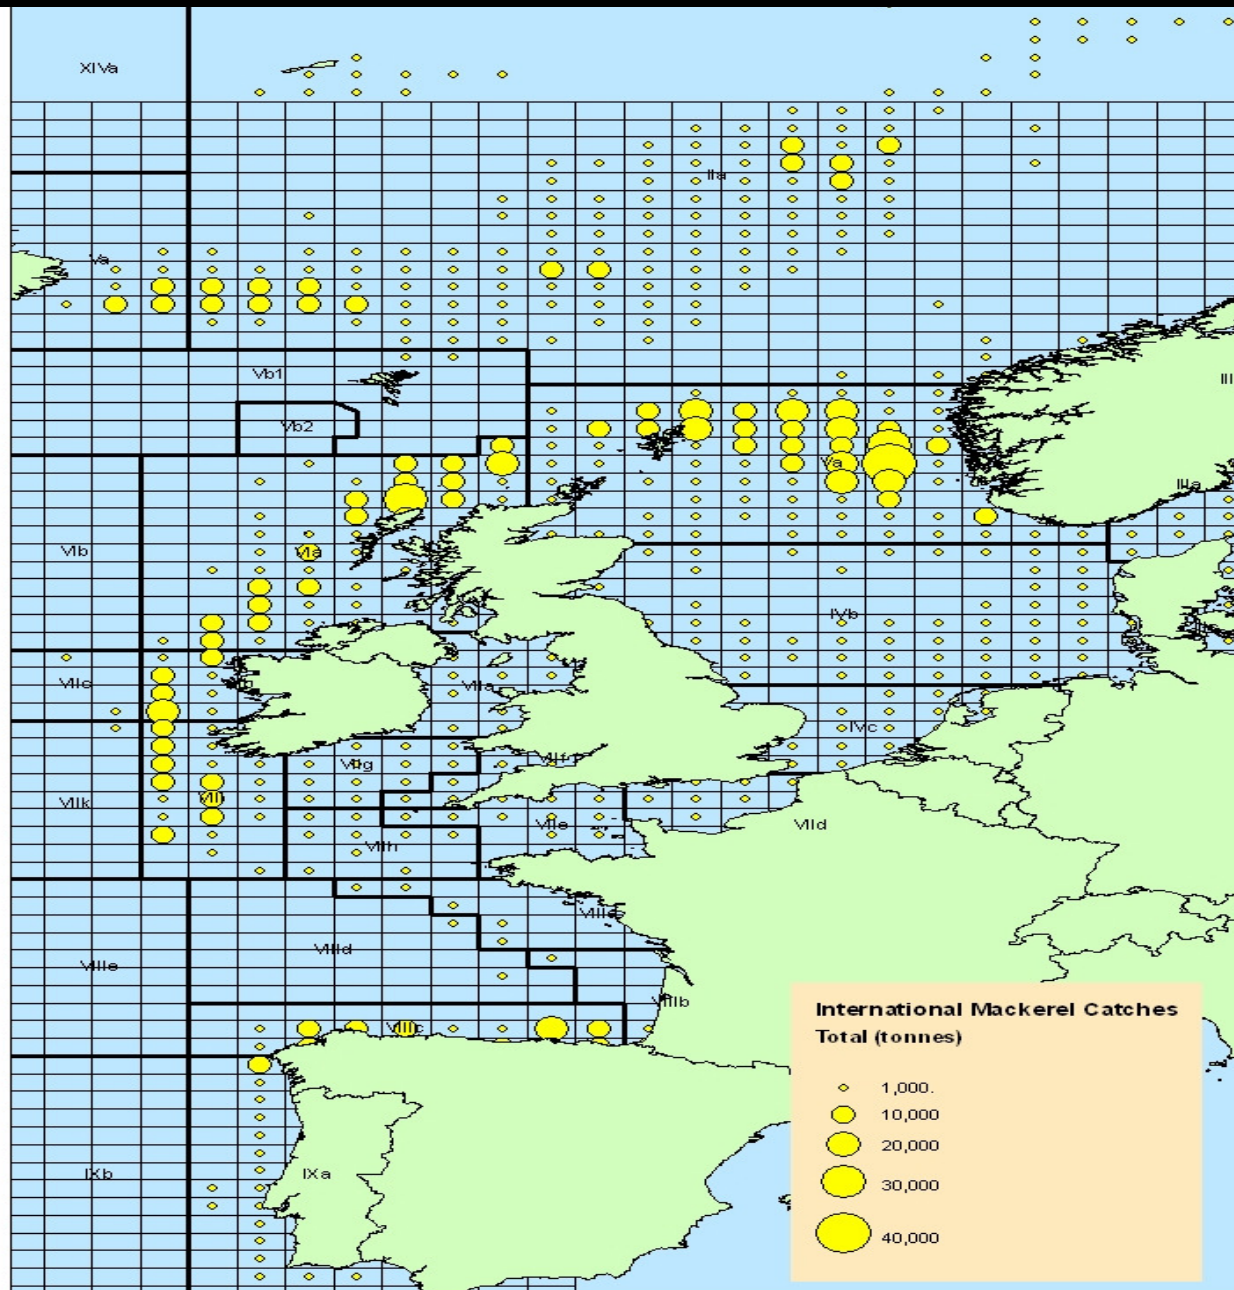 XIVa
IIa
Va
Vb1
III
Vb2
Va
IIIa
VIb
VIa
IVb
VIIc
VIIa
IVc
VIIg
VIIf
VIIk
VIIj
VIId
VIIe
VIIh
VIIIa
VIIId
VIIIe
VIIIb
VIIIc
International Mackerel Catches
Total (tonnes)
1,000.
10,000
20,000
30,000
40,000
IXb
IXa